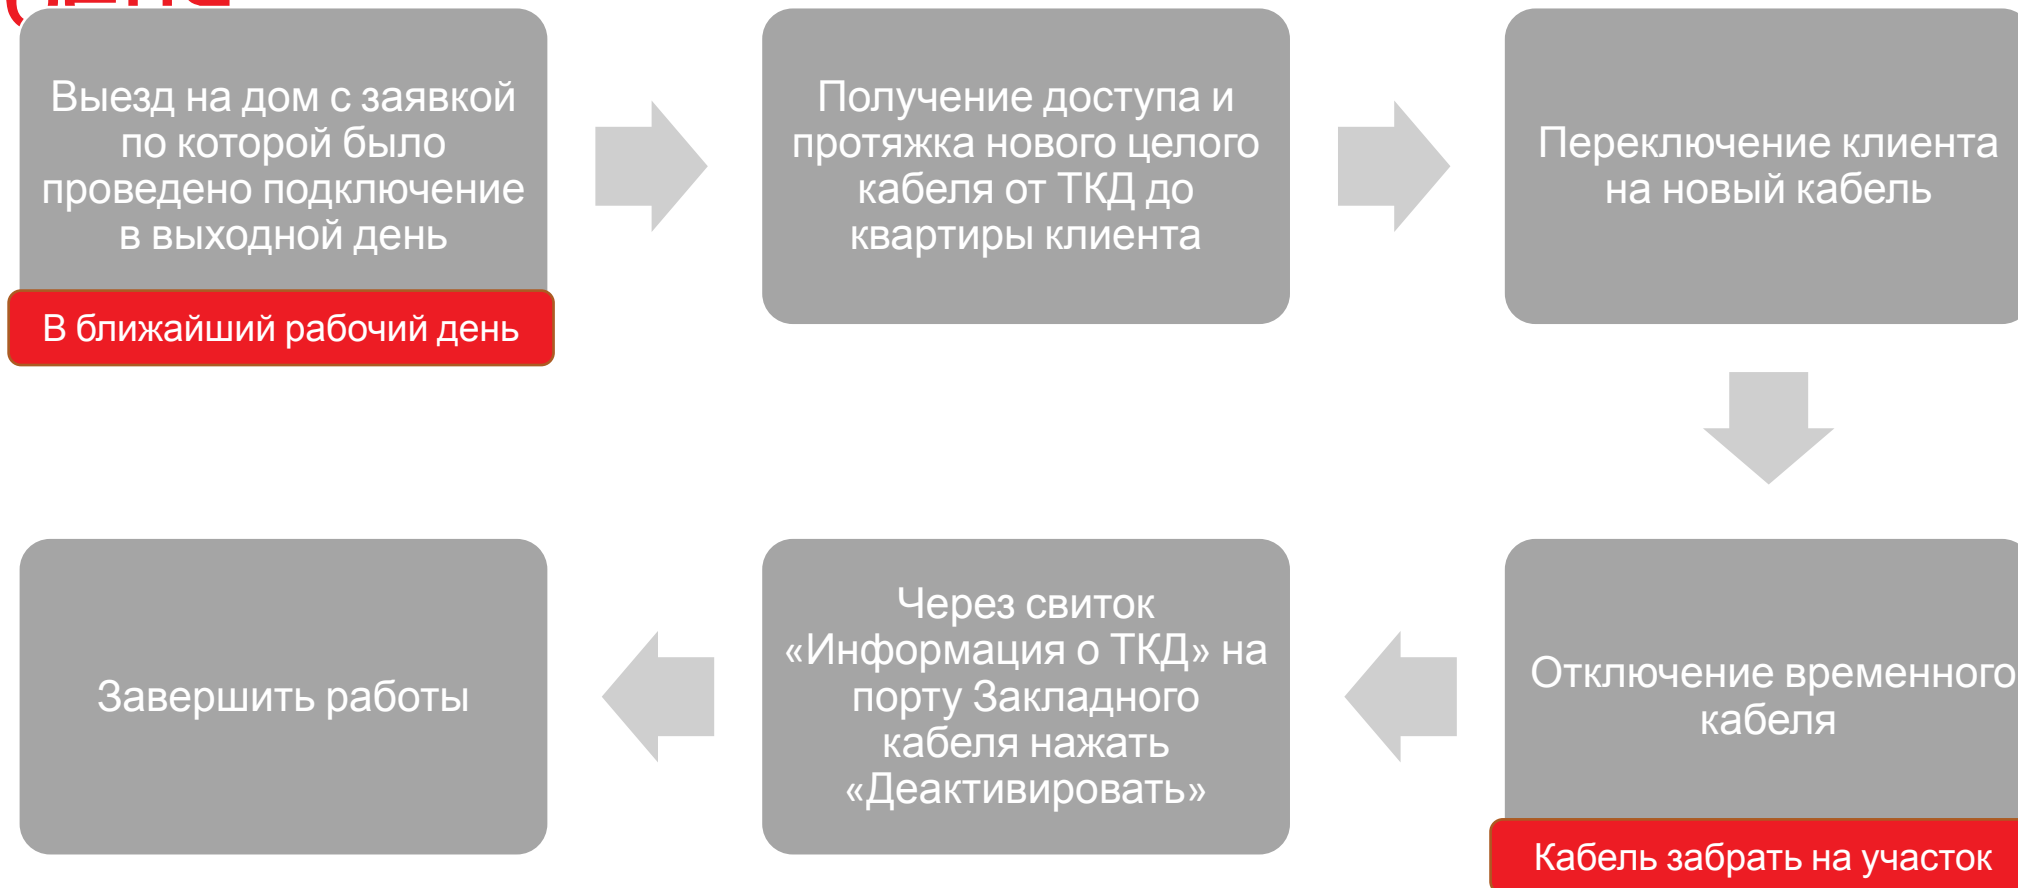 Выезд на дом с заявкой
по которой было
проведено подключение
в выходной день
В ближайший рабочий день
Получение доступа и
протяжка нового целого
кабеля от ТКД до
квартиры клиента
Переключение клиента
на новый кабель
Отключение временного
кабеля
Кабель забрать на участок
Через свиток
«Информация о ТКД» на
порту Закладного
кабеля нажать
«Деактивировать»
Завершить работы